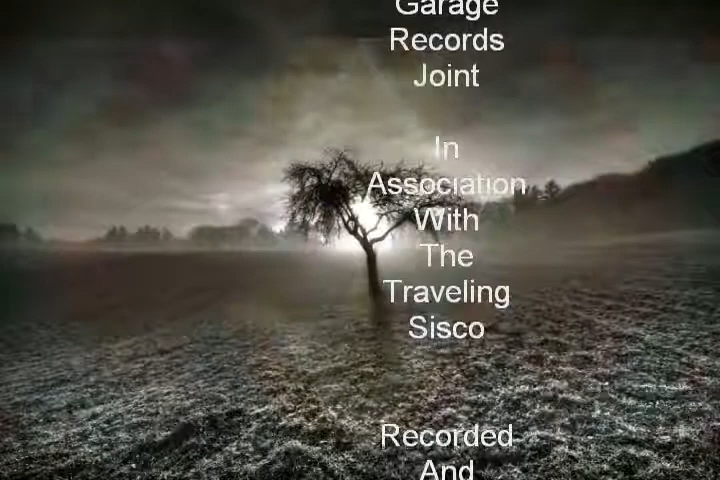 Garage
Records
Joint
In
Association
With
The
Traveling
Sisco
Recorded
And